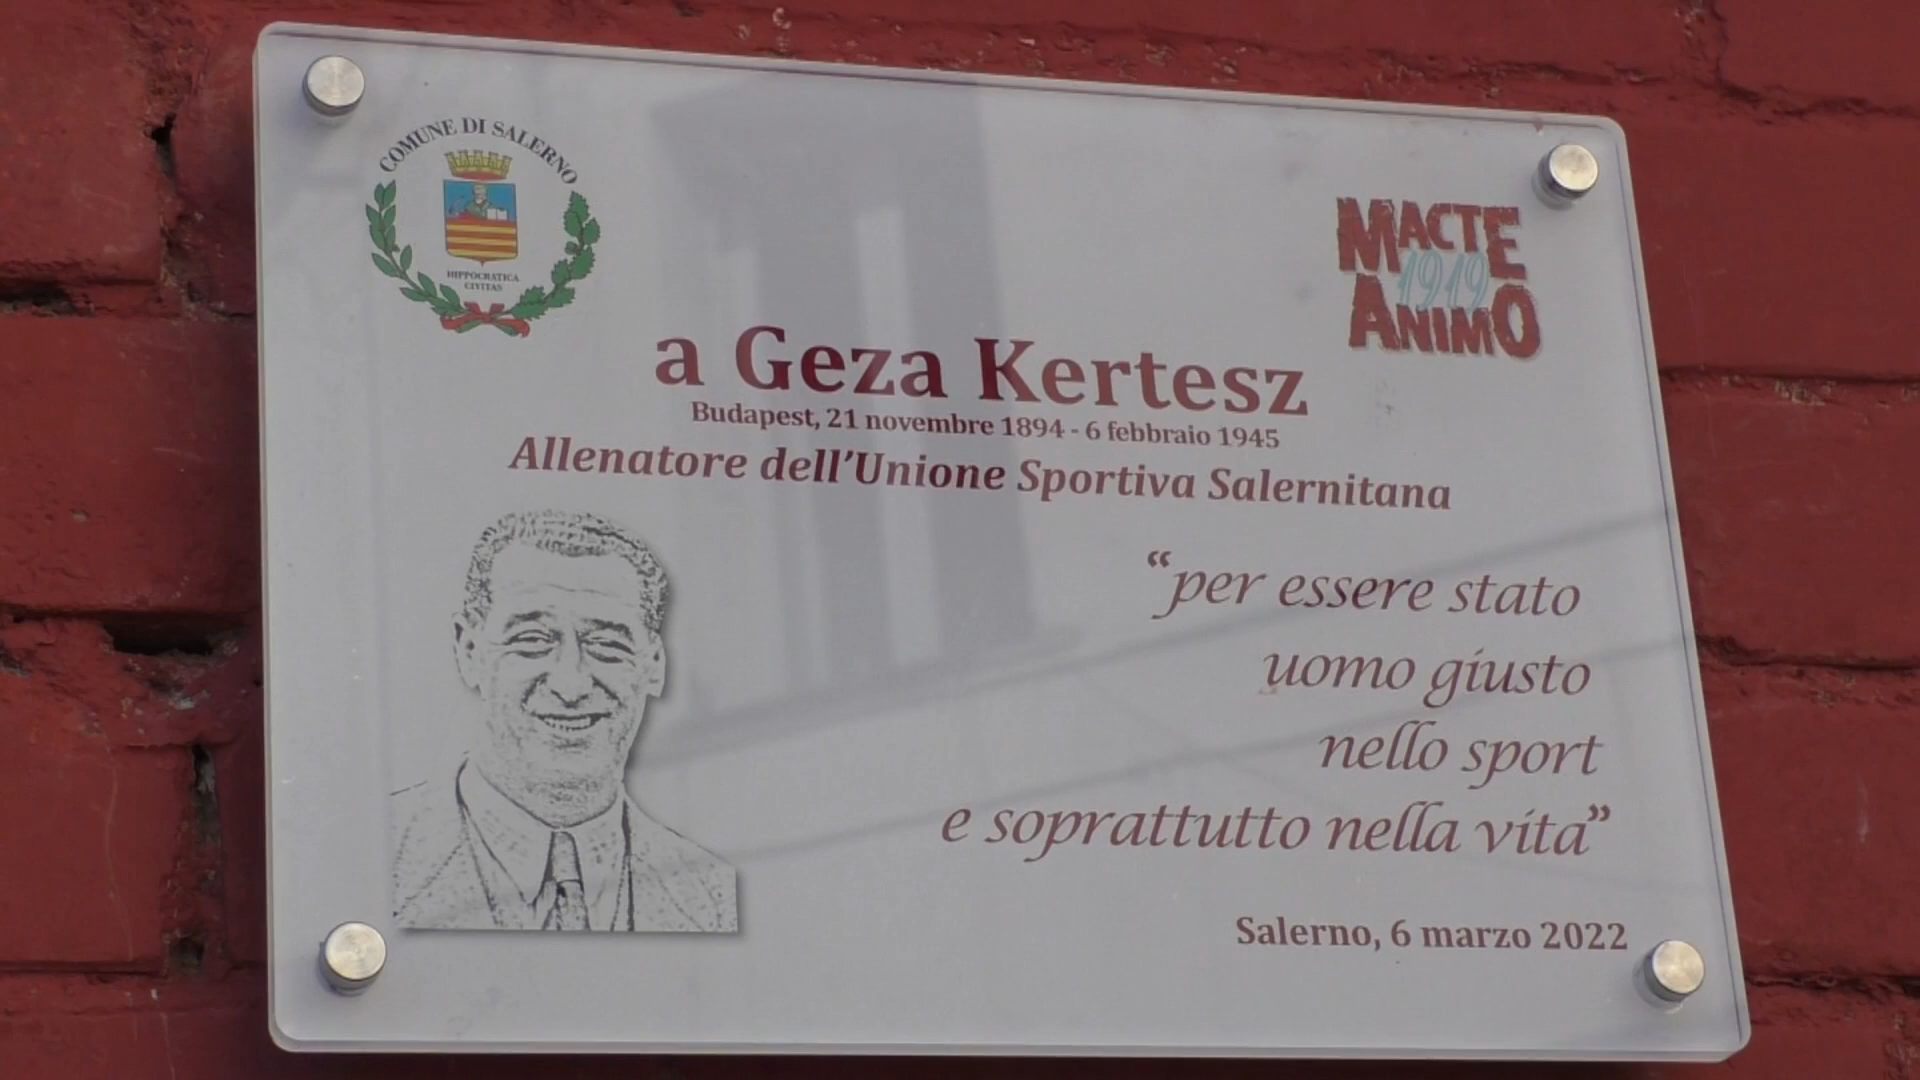 COMUNE DI SALERNO
HIPPOCRATICA
CIVITAS
MACTE
1919
ANIMO
a Geza Kertesz
Budapest, 21 novembre 1894 - 6 febbraio 1945
Allenatore dell'Unione Sportiva Salernitana
“per essere stato
uomo giusto
nello sport
e soprattutto nella vita”
Salerno, 6 marzo 2022